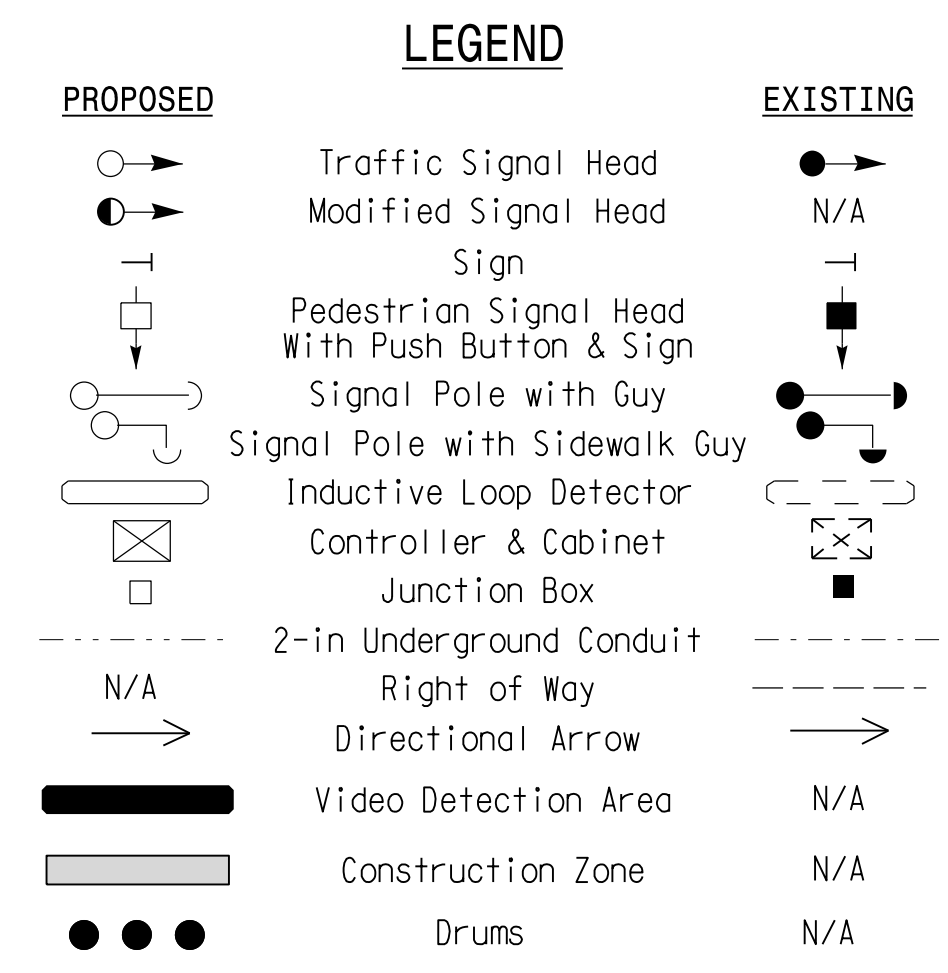 LEGEND
PROPOSED EXISTING
Traffic Signal Head
Modified Signal Head N/A
Sign
Pedestrian Signal Head
With Push Button & Sign
Signal Pole with Guy
Signal Pole with Sidewalk Guy
Inductive Loop Detector
Controller & Cabinet
Junction Box
2-in Underground Conduit
N/A Right of Way
Directional Arrow
Video Detection Area N/A
Construction Zone N/A
Drums N/A